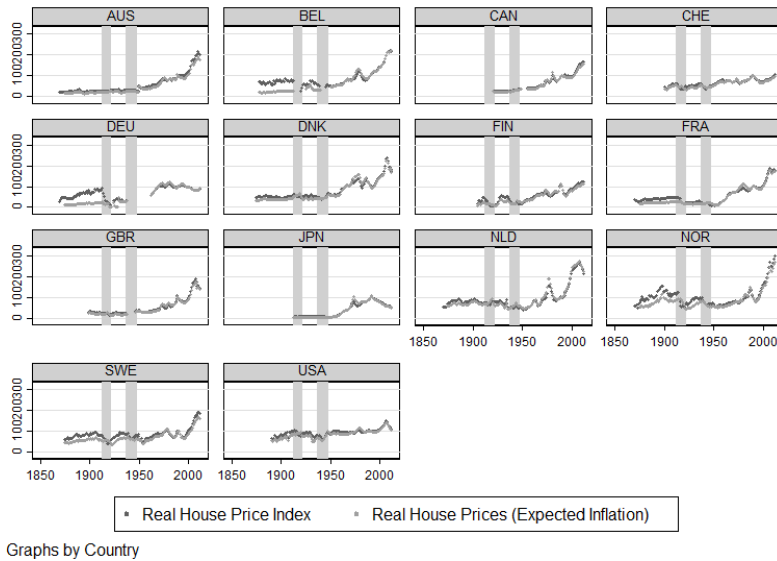 AUS BEL CAN CHE
0 100200300
DEU DNK FIN FRA
0 100200300
GBR JPN NLD NOR
0 100200300
1850 1900 1950 2000 1850 1900 1950 2000
SWE USA
0 100200300
1850 1900 1950 2000 1850 1900 1950 2000
Real House Price Index Real House Prices (Expected Inflation)
Graphs by Country